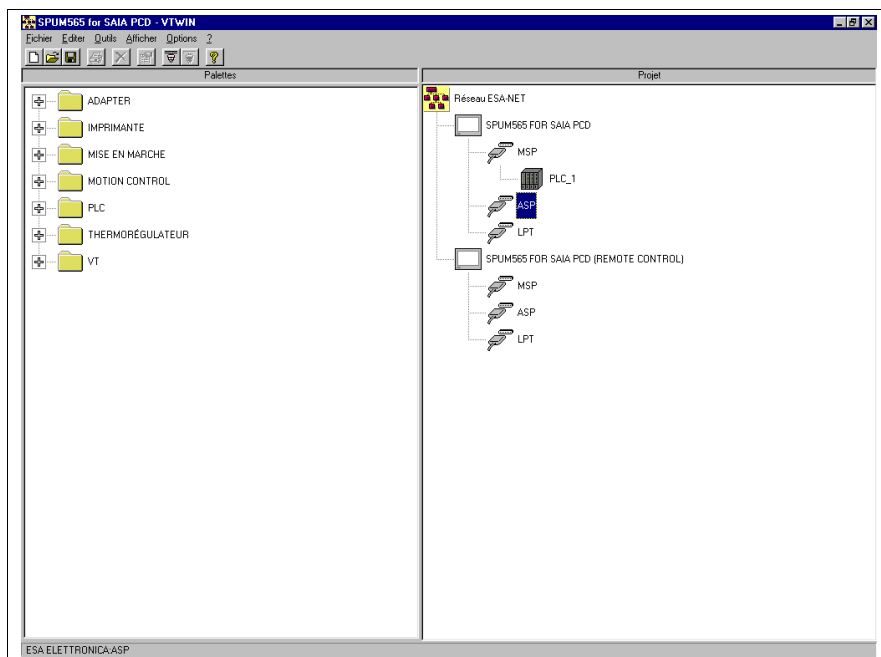 SPUM565 for SAIA PCD - VTWIN
Fichier Editer Outils Afficher Options ?
Palettes
Projet
ADAPTER
IMPRIMANTE
MISE EN MARCHE
MOTION CONTROL
PLC
THERMORÉGULATEUR
VT
Réseau ESA-NET
SPUM565 FOR SAIA PCD
MSP
PLC_1
ASP
LPT
SPUM565 FOR SAIA PCD (REMOTE CONTROL)
MSP
ASP
LPT
ESA ELETTRONICA:ASP